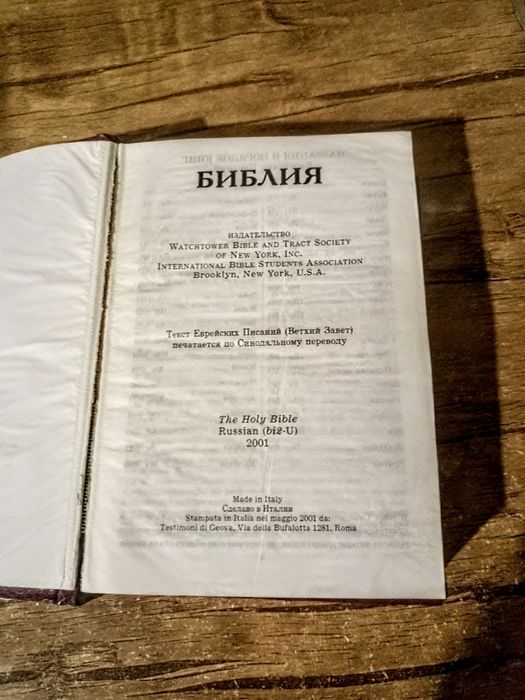 БИБЛИЯ
ИЗДАТЕЛЬСТВО
WATCHTOWER BIBLE AND TRACT SOCIETY
OF NEW YORK, INC.
INTERNATIONAL BIBLE STUDENTS ASSOCIATION
Brooklyn, New York, U.S.A.
Текст Еврейских Писаний (Ветхий Завет)
печатается по Синодальному переводу
The Holy Bible
Russian (bi2-U)
2001
Made in Italy
Сделано в Италии
Stampata in Italia nel maggio 2001 da:
Testimoni di Geova, Via della Bufalotta 1281, Roma